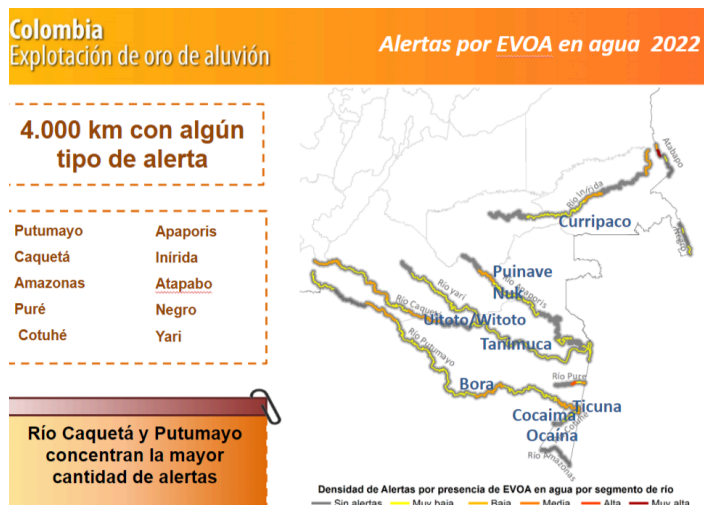 Colombia
Explotación de oro de aluvión
Alertas por EVOA en agua 2022
4.000 km con algún
tipo de alerta
Putumayo
Apaporis
Caquetá
Inírida
Amazonas
Atapabo
Puré
Negro
Cotuhé
Yari
Río Caquetá y Putumayo
concentran la mayor
cantidad de alertas
Atabapo
Río Inírida
Curripaco
Negro
Puinave
Nuk
Río Apaporis
Río yarí
Río Caquetá
Uitoto/Witoto
Tanimuca
Río Putumayo
Río Pure
Bora
Ticuna
Cocaima
Cotuhe
Ocaína
Río Amazonas
Densidad de Alertas por presencia de EVOA en agua por segmento de río
Sin alertas Muy baja Baja Media Alta Muy alta